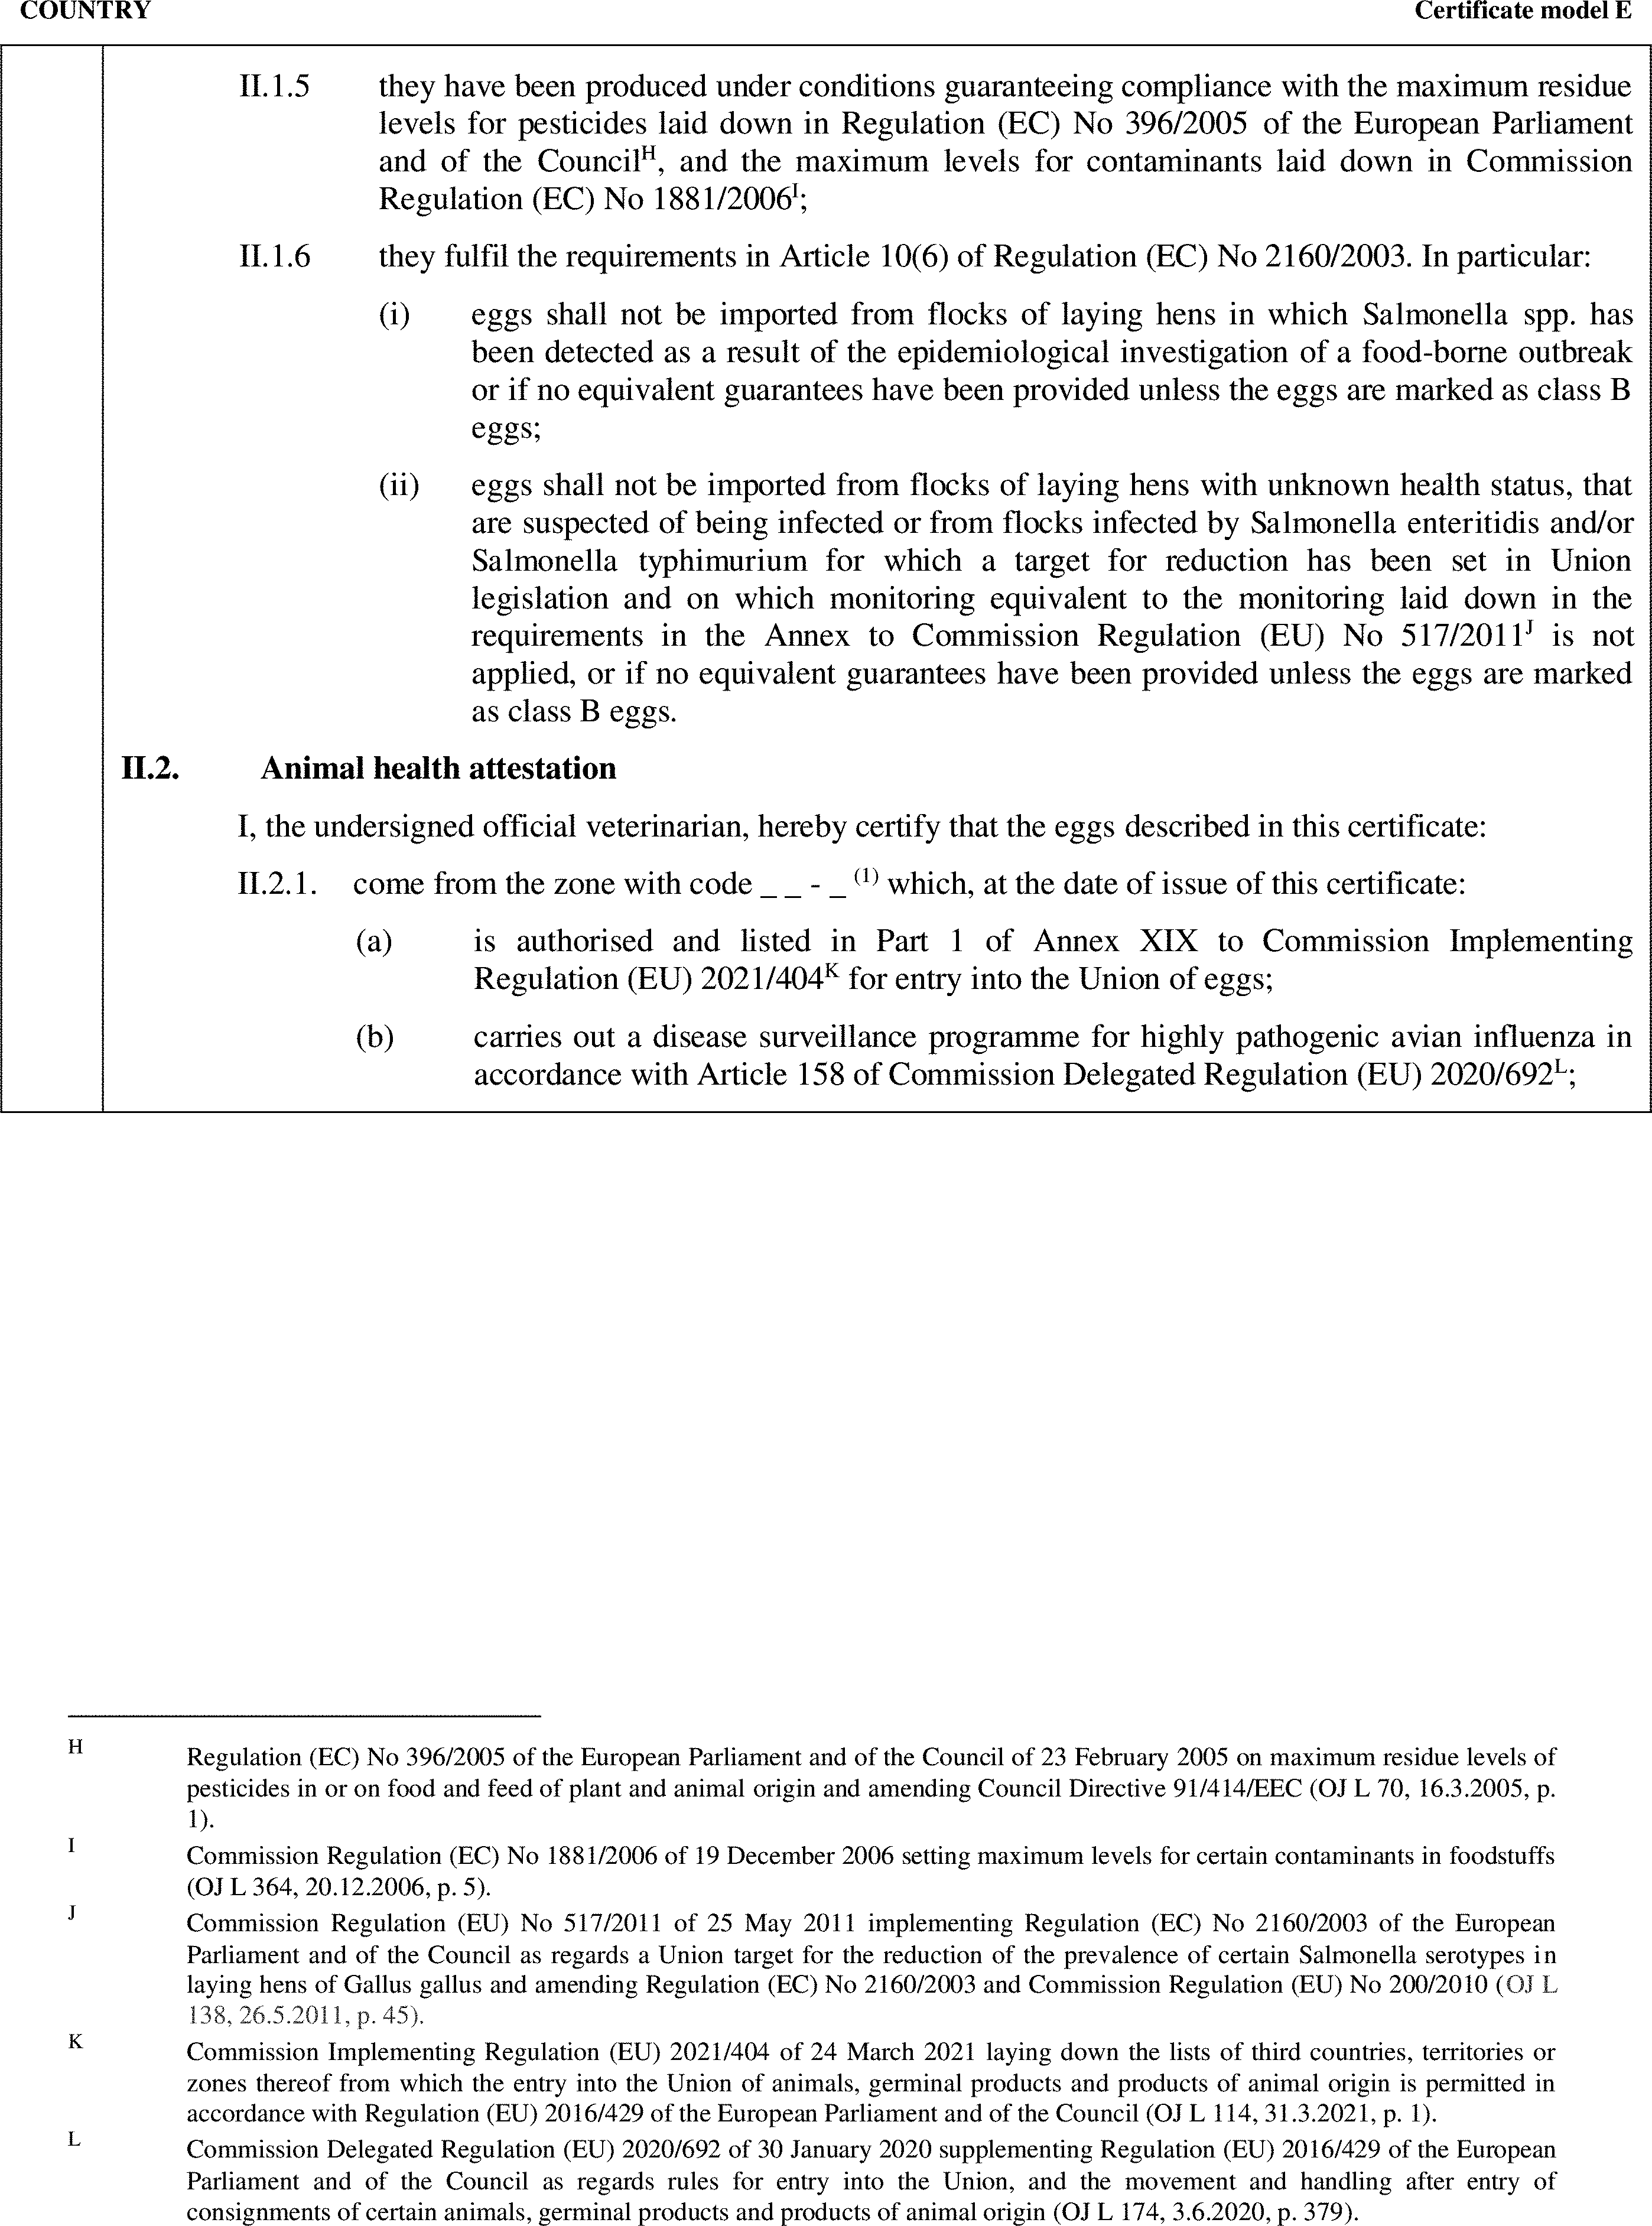 COUNTRY Certificate model E
II.1.5 they have been produced under conditions guaranteeing compliance with the maximum residue
levels for pesticides laid down in Regulation (EC) No 396/2005 of the European Parliament
and of the Council^H, and the maximum levels for contaminants laid down in Commission
Regulation (EC) No 1881/2006^I;
II.1.6 they fulfil the requirements in Article 10(6) of Regulation (EC) No 2160/2003. In particular:
(i) eggs shall not be imported from flocks of laying hens in which Salmonella spp. has
been detected as a result of the epidemiological investigation of a food-borne outbreak
or if no equivalent guarantees have been provided unless the eggs are marked as class B
eggs;
(ii) eggs shall not be imported from flocks of laying hens with unknown health status, that
are suspected of being infected or from flocks infected by Salmonella enteritidis and/or
Salmonella typhimurium for which a target for reduction has been set in Union
legislation and on which monitoring equivalent to the monitoring laid down in the
requirements in the Annex to Commission Regulation (EU) No 517/2011^J is not
applied, or if no equivalent guarantees have been provided unless the eggs are marked
as class B eggs.
II.2. Animal health attestation
I, the undersigned official veterinarian, hereby certify that the eggs described in this certificate:
II.2.1. come from the zone with code _ _ - _ ^(1) which, at the date of issue of this certificate:
(a) is authorised and listed in Part 1 of Annex XIX to Commission Implementing
Regulation (EU) 2021/404^K for entry into the Union of eggs;
(b) carries out a disease surveillance programme for highly pathogenic avian influenza in
accordance with Article 158 of Commission Delegated Regulation (EU) 2020/692^L;
H Regulation (EC) No 396/2005 of the European Parliament and of the Council of 23 February 2005 on maximum residue levels of
pesticides in or on food and feed of plant and animal origin and amending Council Directive 91/414/EEC (OJ L 70, 16.3.2005, p.
1).
I Commission Regulation (EC) No 1881/2006 of 19 December 2006 setting maximum levels for certain contaminants in foodstuffs
(OJ L 364, 20.12.2006, p. 5).
J Commission Regulation (EU) No 517/2011 of 25 May 2011 implementing Regulation (EC) No 2160/2003 of the European
Parliament and of the Council as regards a Union target for the reduction of the prevalence of certain Salmonella serotypes in
laying hens of Gallus gallus and amending Regulation (EC) No 2160/2003 and Commission Regulation (EU) No 200/2010 (OJ L
138, 26.5.2011, p. 45).
K Commission Implementing Regulation (EU) 2021/404 of 24 March 2021 laying down the lists of third countries, territories or
zones thereof from which the entry into the Union of animals, germinal products and products of animal origin is permitted in
accordance with Regulation (EU) 2016/429 of the European Parliament and of the Council (OJ L 114, 31.3.2021, p. 1).
L Commission Delegated Regulation (EU) 2020/692 of 30 January 2020 supplementing Regulation (EU) 2016/429 of the European
Parliament and of the Council as regards rules for entry into the Union, and the movement and handling after entry of
consignments of certain animals, germinal products and products of animal origin (OJ L 174, 3.6.2020, p. 379).